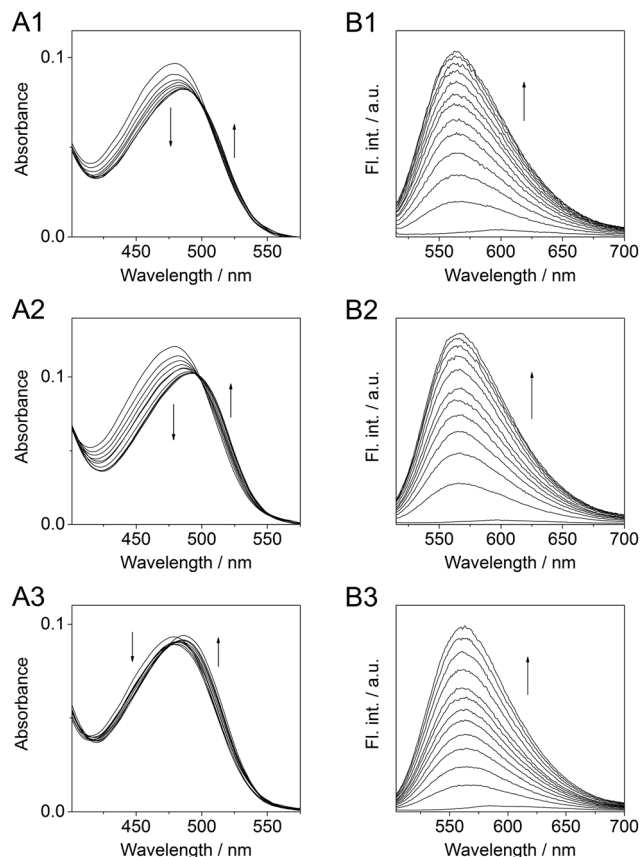 A1
B1
0.1
Absorbance
Fl. int. / a.u.
0.0
450 500 550
550 600 650 700
Wavelength / nm
Wavelength / nm
A2
B2
0.1
Absorbance
Fl. int. / a.u.
0.0
450 500 550
550 600 650 700
Wavelength / nm
Wavelength / nm
A3
B3
0.1
Absorbance
Fl. int. / a.u.
0.0
450 500 550
550 600 650 700
Wavelength / nm
Wavelength / nm